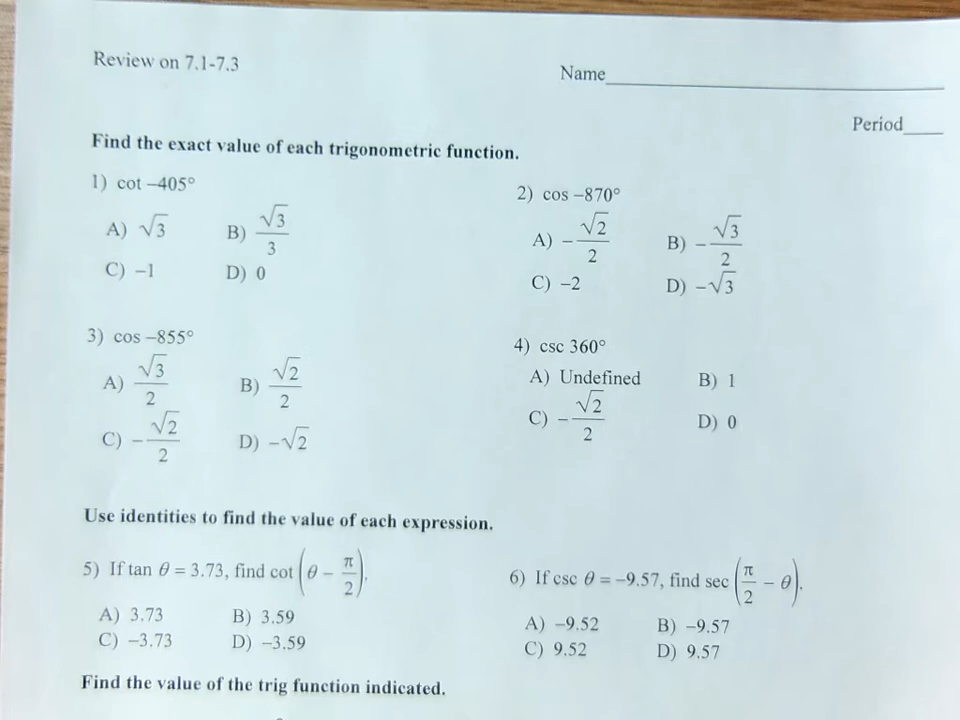 Review on 7.1-7.3
Name
Period
Find the exact value of each trigonometric function.
1) cot –405°
A) √3 B) √3/3
C) –1 D) 0
2) cos –870°
A) –√2/2 B) –√3/2
C) –2 D) –√3
3) cos –855°
A) √3/2 B) √2/2
C) –√2/2 D) –√2
4) csc 360°
A) Undefined B) 1
C) –√2/2 D) 0
Use identities to find the value of each expression.
5) If tan θ = 3.73, find cot (θ – π/2).
A) 3.73 B) 3.59
C) –3.73 D) –3.59
6) If csc θ = –9.57, find sec (π/2 – θ).
A) –9.52 B) –9.57
C) 9.52 D) 9.57
Find the value of the trig function indicated.